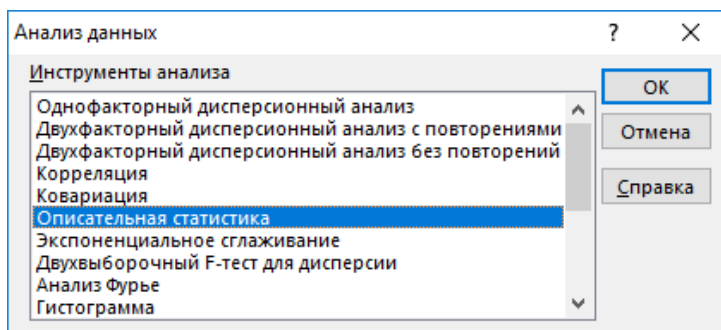 Анализ данных
?
Инструменты анализа
Однофакторный дисперсионный анализ
Двухфакторный дисперсионный анализ с повторениями
Двухфакторный дисперсионный анализ без повторений
Корреляция
Ковариация
Описательная статистика
Экспоненциальное сглаживание
Двухвыборочный F-тест для дисперсии
Анализ Фурье
Гистограмма
ОК
Отмена
Справка